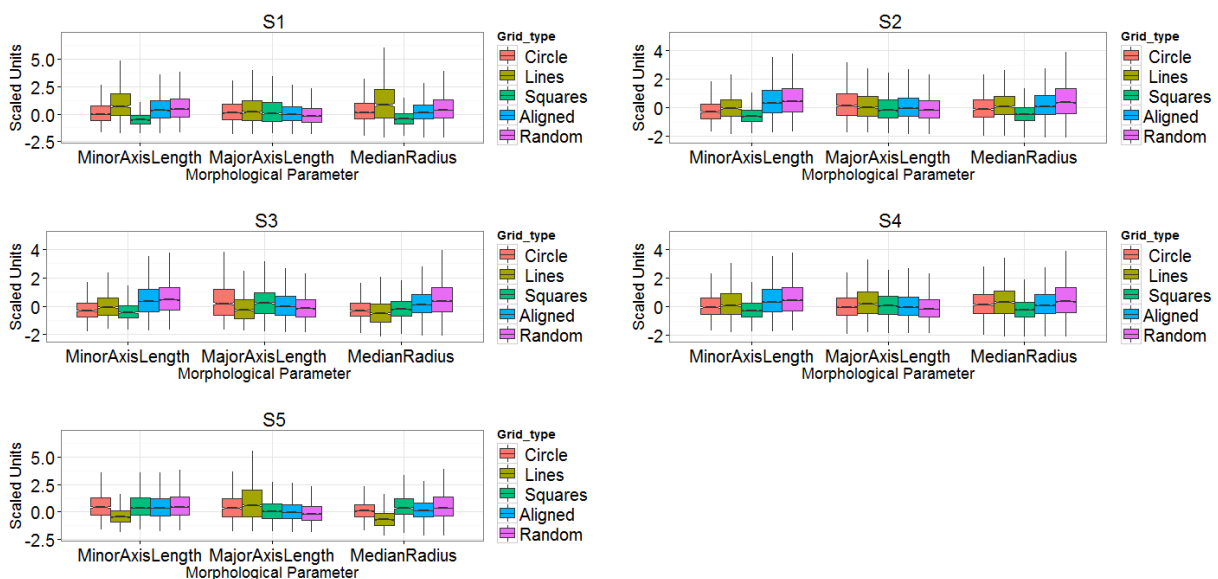 S1
Scaled Units
5.0
2.5
0.0
-2.5
MinorAxisLength MajorAxisLength MedianRadius
Morphological Parameter
Grid_type
Circle
Lines
Squares
Aligned
Random
S2
Scaled Units
4
2
0
-2
MinorAxisLength MajorAxisLength MedianRadius
Morphological Parameter
Grid_type
Circle
Lines
Squares
Aligned
Random
S3
Scaled Units
4
2
0
-2
MinorAxisLength MajorAxisLength MedianRadius
Morphological Parameter
Grid_type
Circle
Lines
Squares
Aligned
Random
S4
Scaled Units
4
2
0
-2
MinorAxisLength MajorAxisLength MedianRadius
Morphological Parameter
Grid_type
Circle
Lines
Squares
Aligned
Random
S5
Scaled Units
5.0
2.5
0.0
-2.5
MinorAxisLength MajorAxisLength MedianRadius
Morphological Parameter
Grid_type
Circle
Lines
Squares
Aligned
Random